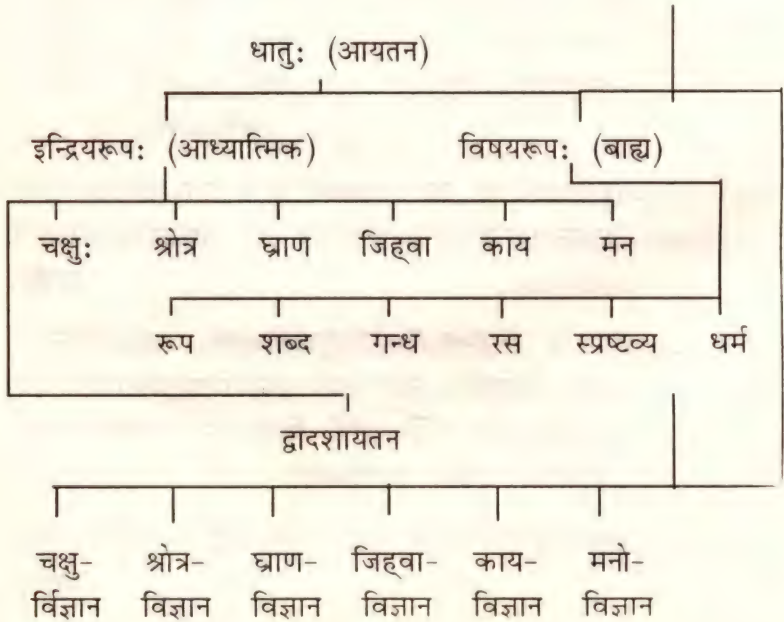 धातुः (आयतन)
इन्द्रियरूपः (आध्यात्मिक) विषयरूपः (बाह्य)
चक्षुः श्रोत्र घ्राण जिह्वा काय मन
रूप शब्द गन्ध रस स्प्रष्टव्य धर्म
द्वादशायतन
चक्षु- श्रोत्र- घ्राण- जिह्वा- काय- मनो-
र्विज्ञान विज्ञान विज्ञान विज्ञान विज्ञान विज्ञान